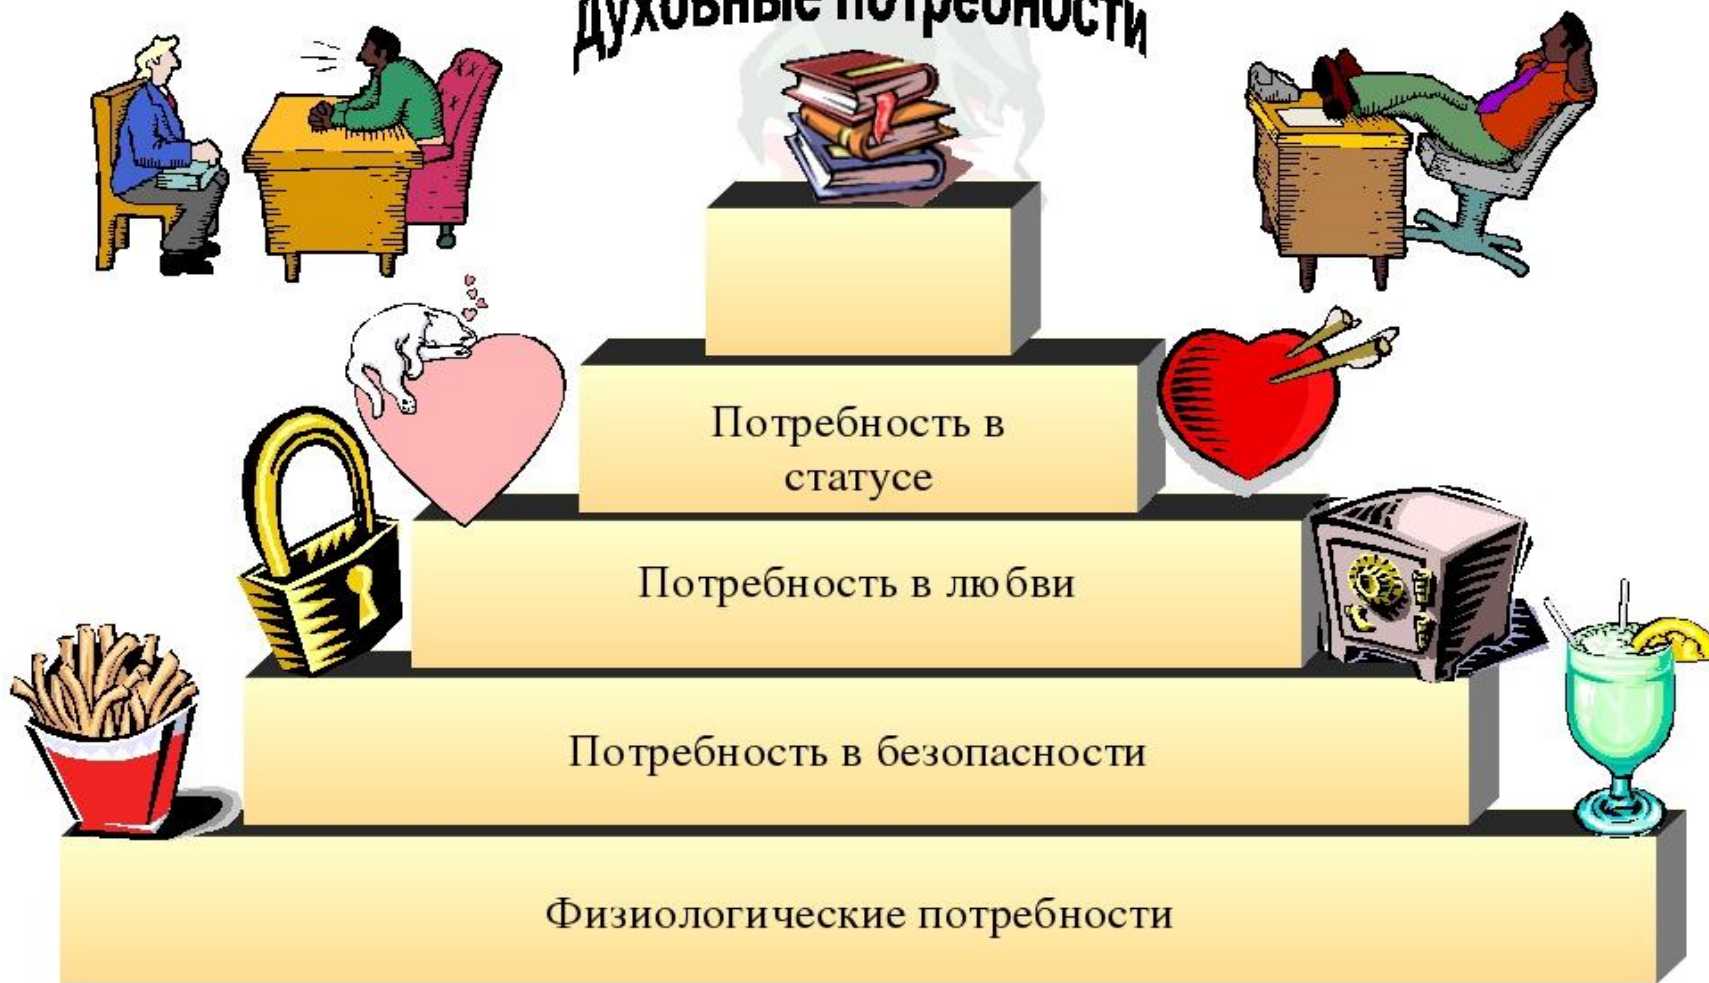 Духовные потребности
Потребность в
статусе
Потребность в любви
Потребность в безопасности
Физиологические потребности